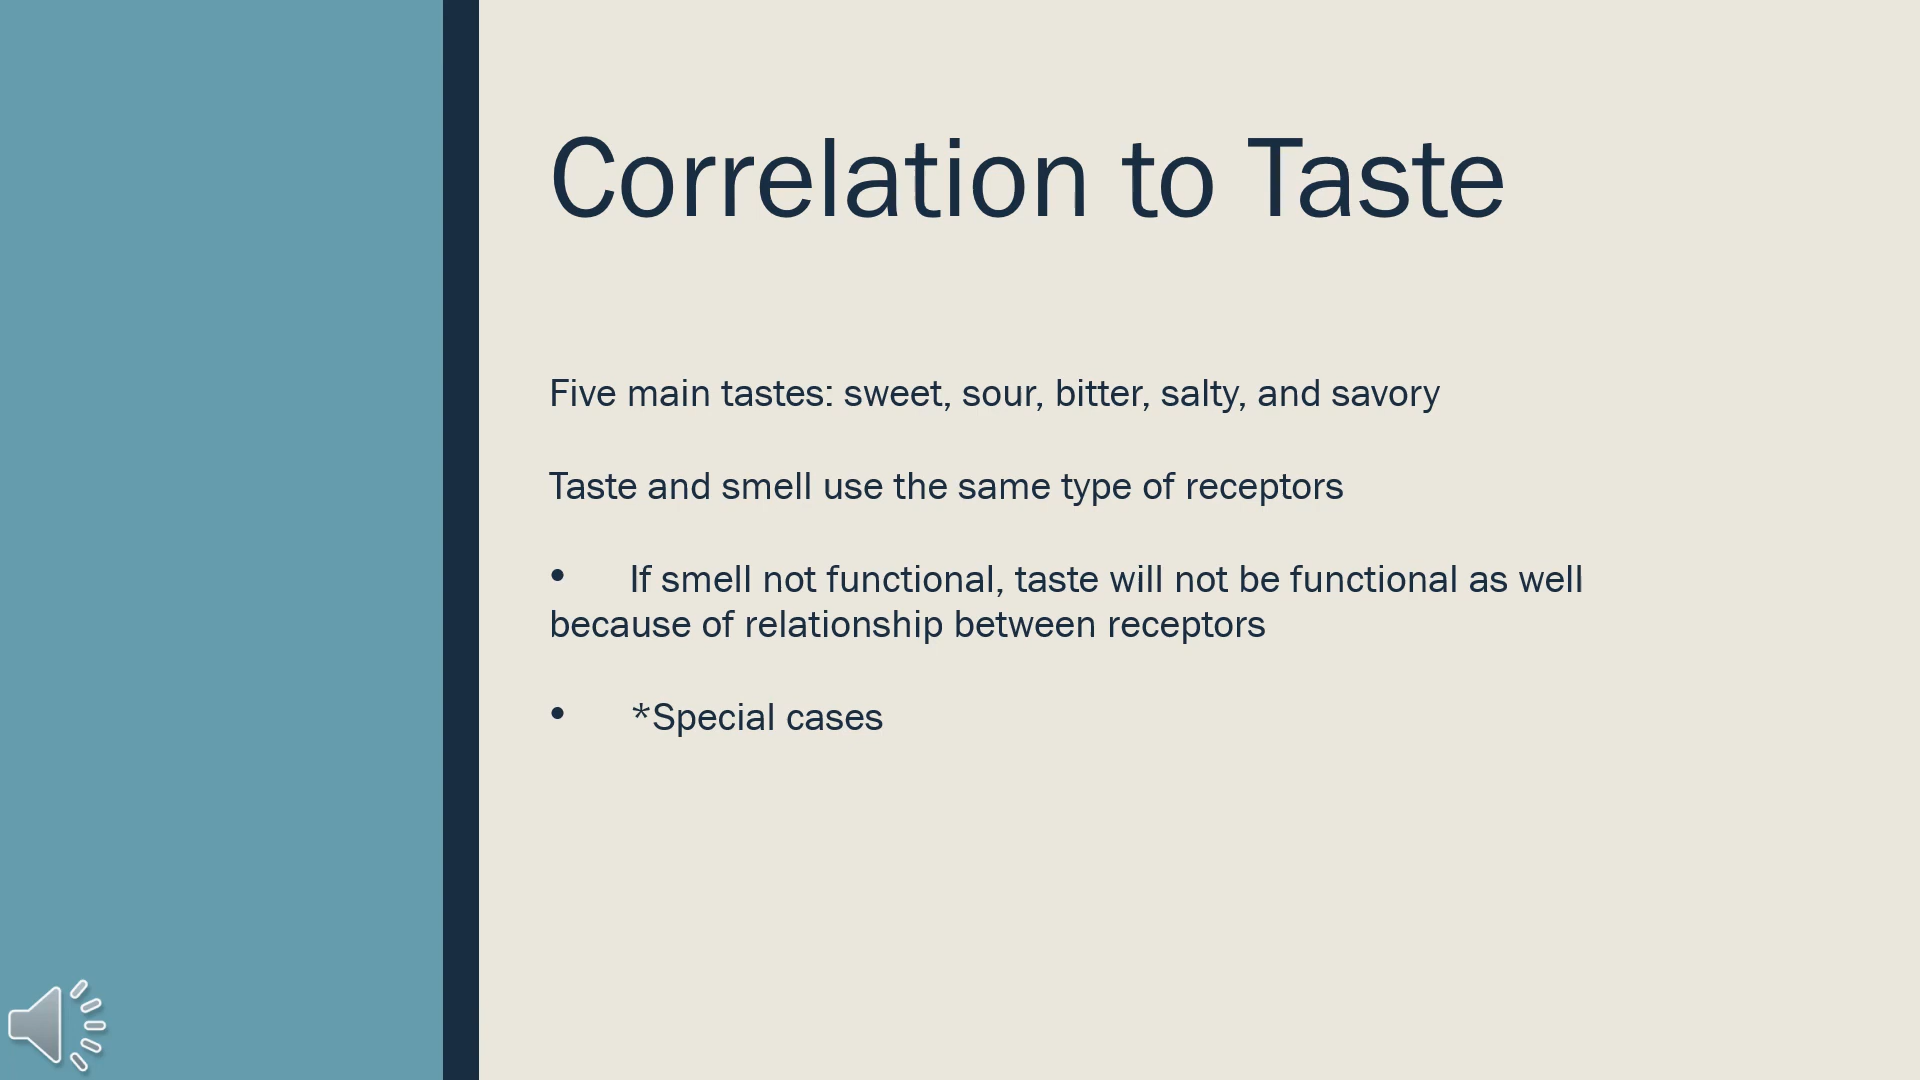 Correlation to Taste
Five main tastes: sweet, sour, bitter, salty, and savory
Taste and smell use the same type of receptors
• If smell not functional, taste will not be functional as well
because of relationship between receptors
• *Special cases